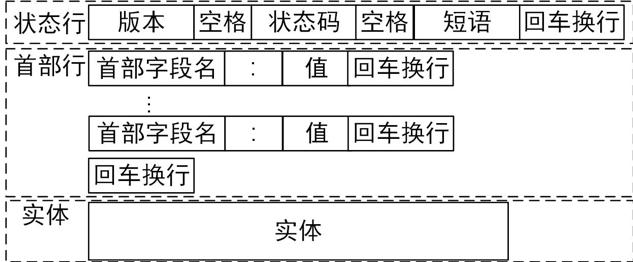 状态行 版本 空格 状态码 空格 短语 回车换行
首部行 首部字段名 : 值 回车换行
⋮
首部字段名 : 值 回车换行
回车换行
实体
实体